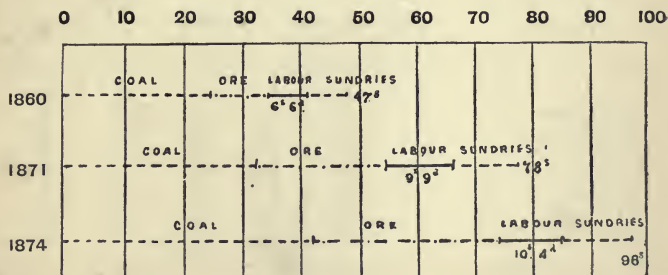 0 10 20 30 40 50 60 70 80 90 100
COAL ORE LABOUR SUNDRIES
1860 47s
6s 6d
COAL ORE LABOUR SUNDRIES
1871 78s
9s 9d
COAL ORE LABOUR SUNDRIES
1874
10s. 4d 96s